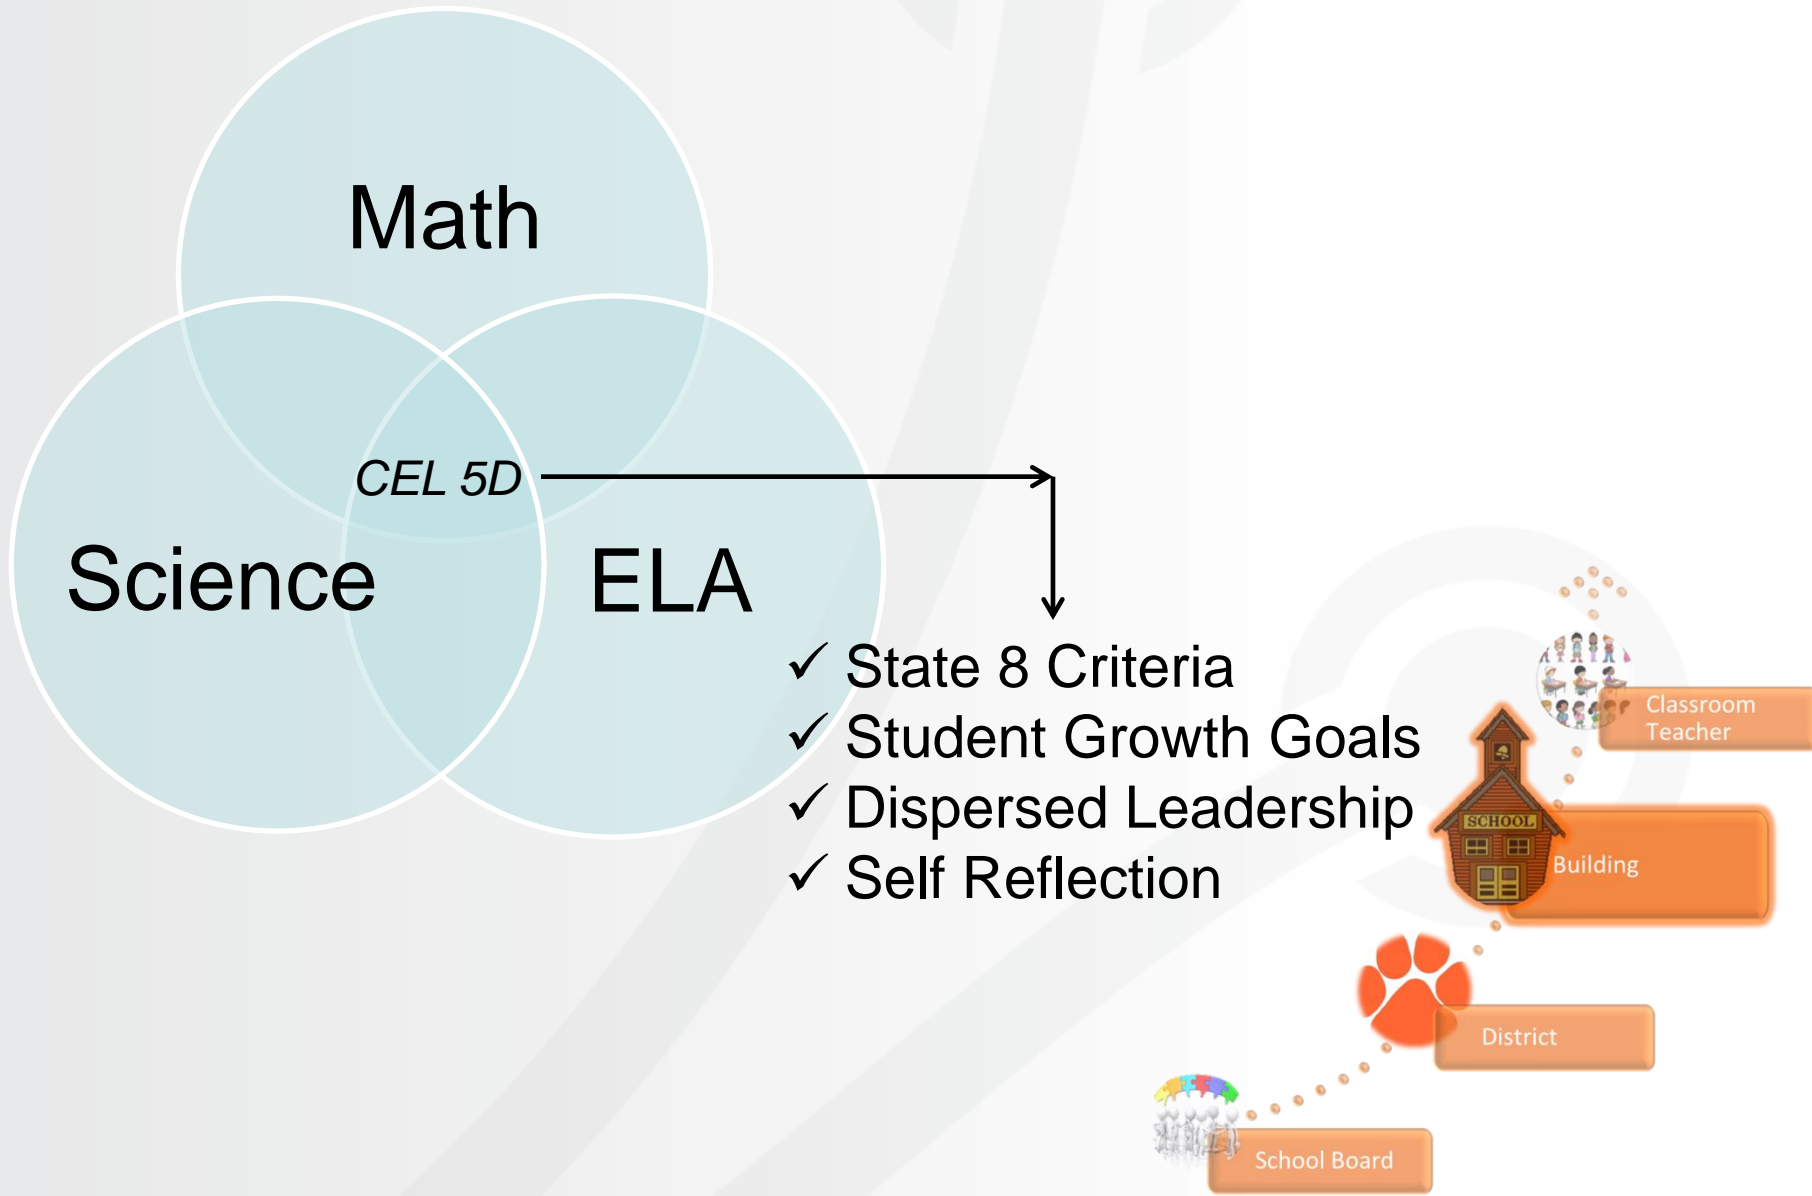 Math
CEL 5D
Science
ELA
✓ State 8 Criteria
✓ Student Growth Goals
✓ Dispersed Leadership
✓ Self Reflection
Classroom
Teacher
SCHOOL
Building
District
School Board